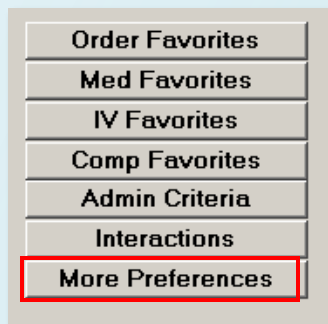 Order Favorites
Med Favorites
IV Favorites
Comp Favorites
Admin Criteria
Interactions
More Preferences